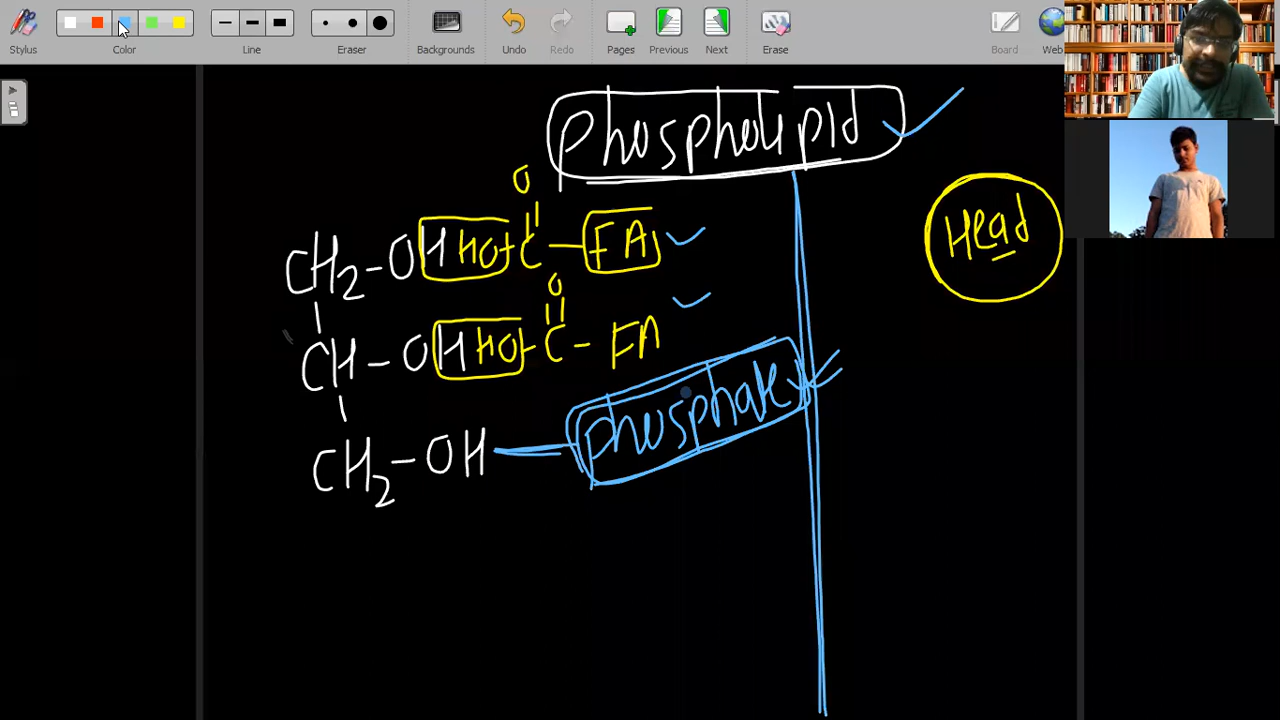 Stylus
Color
Line
Eraser
Backgrounds
Undo
Redo
Pages
Previous
Next
Erase
Board
Web
Phospholipid
Head
O
CH2-OH HO-C-FA
O
CH-OH HO-C-FA
CH2-OH-phosphate